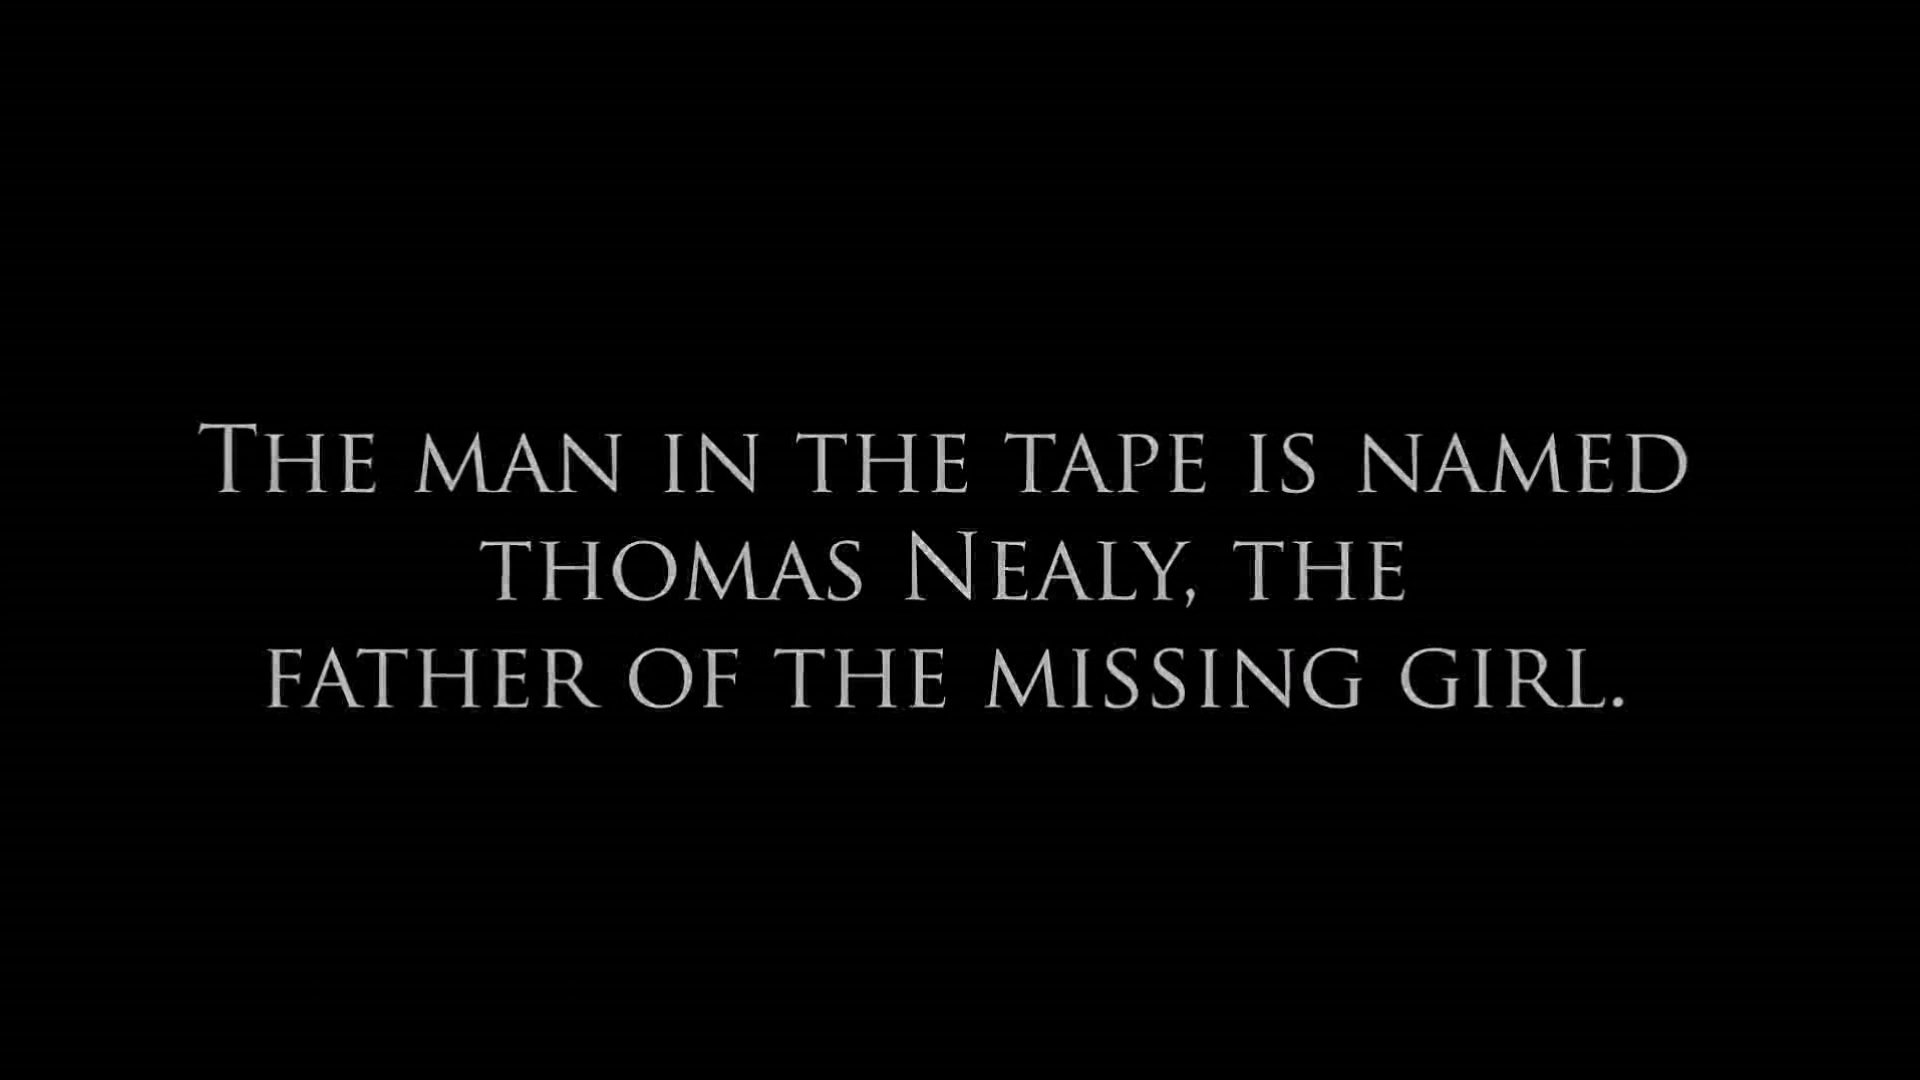 The man in the tape is named
thomas Nealy, the
father of the missing girl.